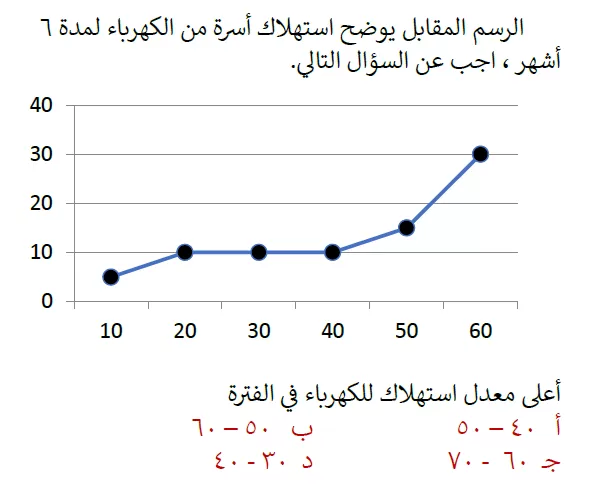 الرسم المقابل يوضح استهلاك أسرة من الكهرباء لمدة ٦
أشهر ، اجب عن السؤال التالي.
40
30
20
10
0
10 20 30 40 50 60
أعلى معدل استهلاك للكهرباء في الفترة
أ ٤٠ – ٥٠ ب ٥٠ – ٦٠
جـ ٦٠ - ٧٠ د ٣٠ - ٤٠